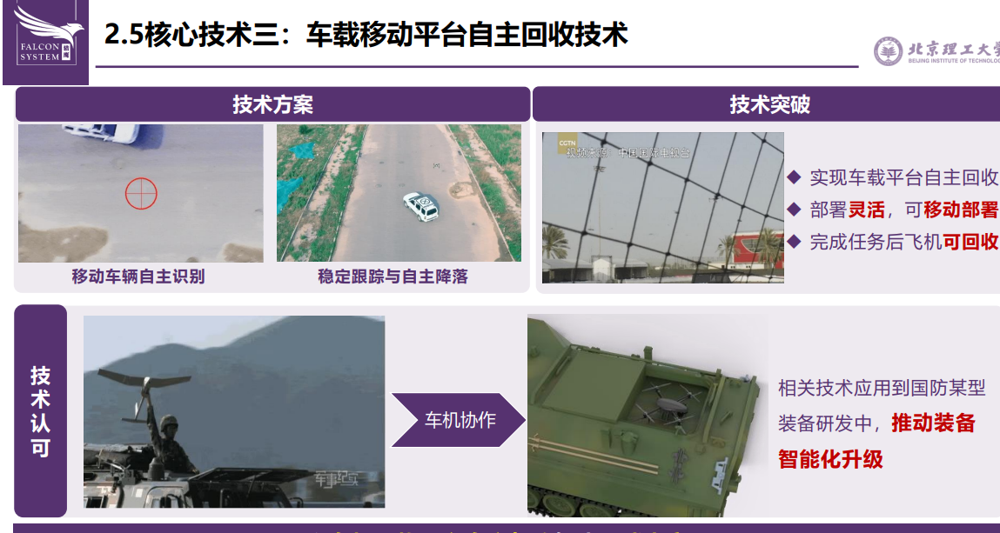 FALCON
SYSTEM
2.5核心技术三：车载移动平台自主回收技术
北京理工大学
BEIJING INSTITUTE OF TECHNOLOG
技术方案
技术突破
移动车辆自主识别
稳定跟踪与自主降落
CGTN
视频来源：中国国际电视台
◆ 实现车载平台自主回收
◆ 部署灵活，可移动部署
◆ 完成任务后飞机可回收
技术认可
军事纪实
车机协作
相关技术应用到国防某型
装备研发中，推动装备
智能化升级